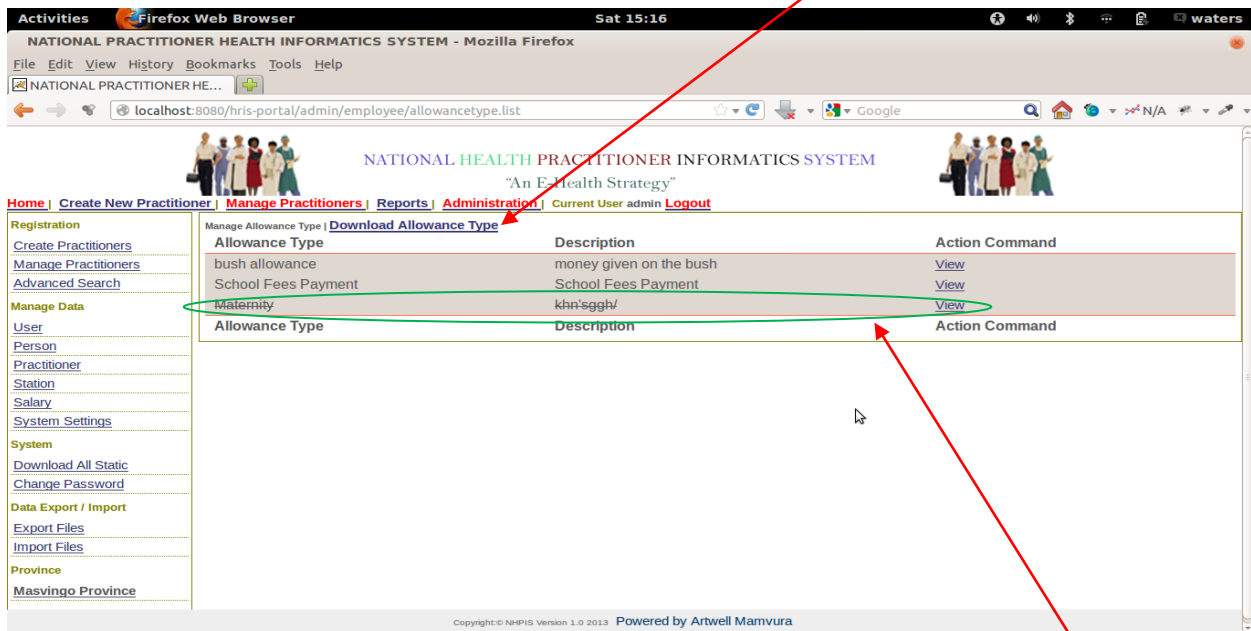 Activities Firefox Web Browser Sat 15:16 waters
NATIONAL PRACTITIONER HEALTH INFORMATICS SYSTEM - Mozilla Firefox
File Edit View History Bookmarks Tools Help
NATIONAL PRACTITIONER HE...
localhost:8080/hris-portal/admin/employee/allowancetype.list Google N/A
NATIONAL HEALTH PRACTITIONER INFORMATICS SYSTEM
“An E-Health Strategy”
Home | Create New Practitioner | Manage Practitioners | Reports | Administration | Current User admin Logout
Registration
Create Practitioners
Manage Practitioners
Advanced Search
Manage Data
User
Person
Practitioner
Station
Salary
System Settings
System
Download All Static
Change Password
Data Export / Import
Export Files
Import Files
Province
Masvingo Province
Manage Allowance Type | Download Allowance Type
Allowance Type Description Action Command
bush allowance money given on the bush View
School Fees Payment School Fees Payment View
Maternity khn'sggh/ View
Allowance Type Description Action Command
Copyright:© NHPIS Version 1.0 2013 Powered by Artwell Mamvura